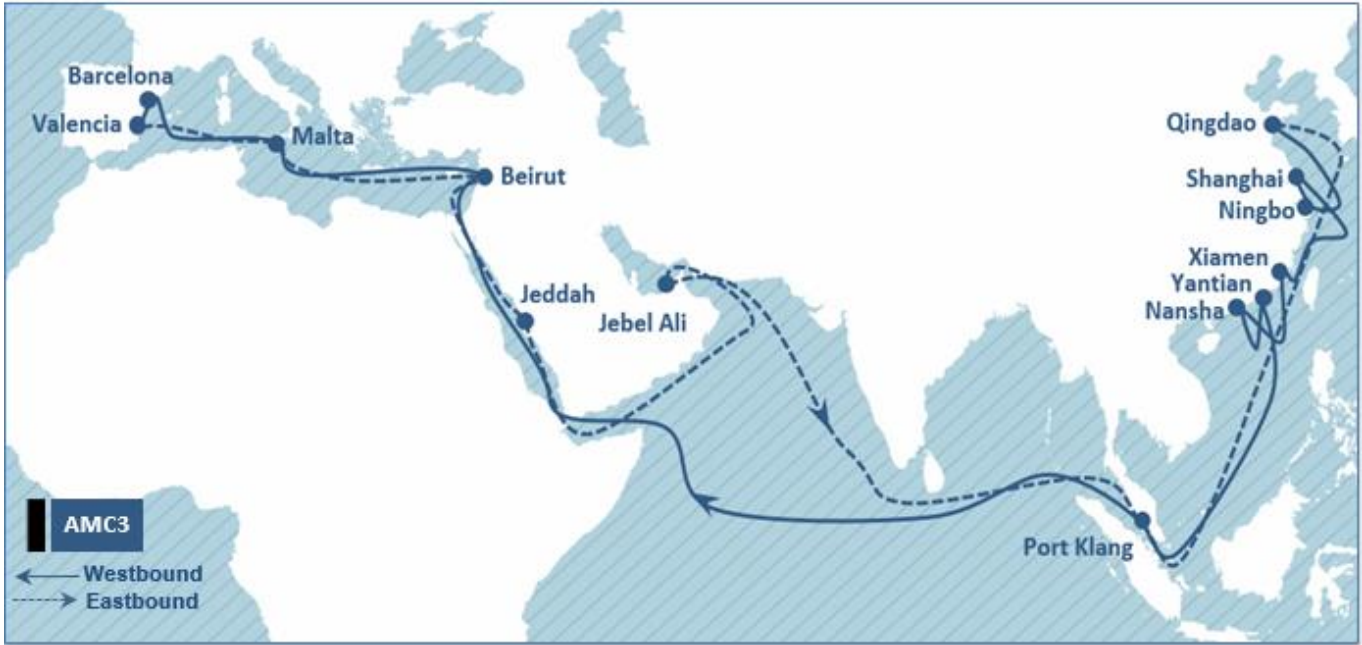 Barcelona
Valencia
Malta
Beirut
Jeddah
Jebel Ali
Qingdao
Shanghai
Ningbo
Xiamen
Yantian
Nansha
Port Klang
AMC3
Westbound
Eastbound